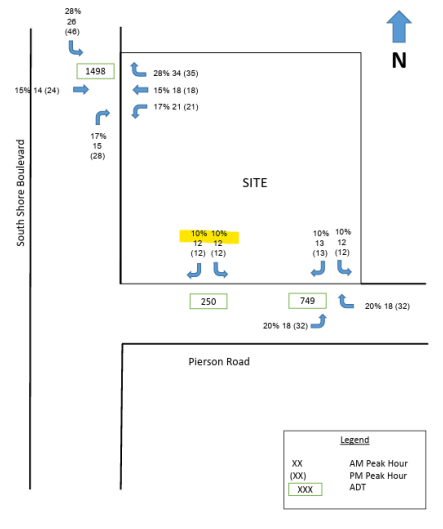 28%
26
(46)
N
1498
28% 34 (35)
15% 14 (24)
15% 18 (18)
17% 21 (21)
17%
15
(28)
South Shore Boulevard
SITE
10% 10%
12 12
(12) (12)
10% 10%
13 12
(13) (12)
250
749
20% 18 (32)
20% 18 (32)
Pierson Road
Legend
XX AM Peak Hour
(XX) PM Peak Hour
XXX ADT